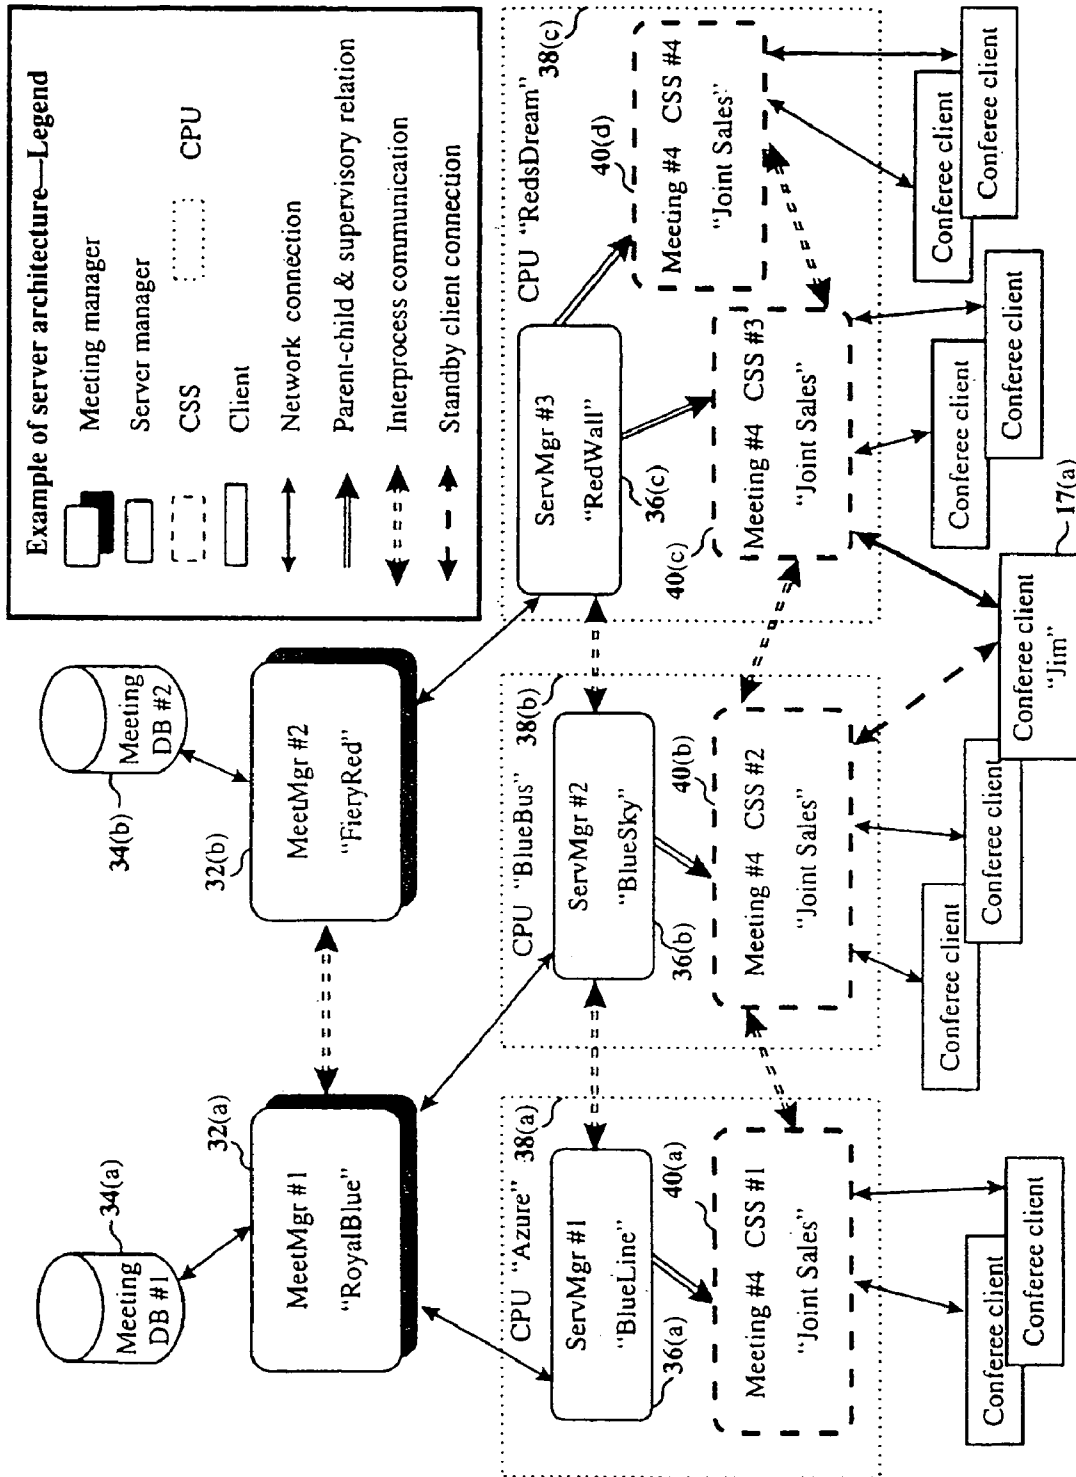 Example of server architecture—Legend
Meeting manager
Server manager
CSS
CPU
Client
Network connection
Parent-child & supervisory relation
Interprocess communication
Standby client connection
34(a)
Meeting
DB #1
34(b)
Meeting
DB #2
32(a)
MeetMgr #1
"RoyalBlue"
32(b)
MeetMgr #2
"FieryRed"
CPU "Azure"
38(a)
ServMgr #1
"BlueLine"
36(a)
40(a)
Meeting #4 CSS #1
"Joint Sales"
CPU "BlueBus"
38(b)
ServMgr #2
"BlueSky"
36(b)
40(b)
Meeting #4 CSS #2
"Joint Sales"
CPU "RedsDream"
38(c)
ServMgr #3
"RedWall"
36(c)
40(c)
Meeting #4 CSS #3
"Joint Sales"
40(d)
Meeting #4 CSS #4
"Joint Sales"
Conferee client
Conferee client
Conferee client
Conferee client
Conferee client
"Jim"
17(a)
Conferee client
Conferee client
Conferee client
Conferee client